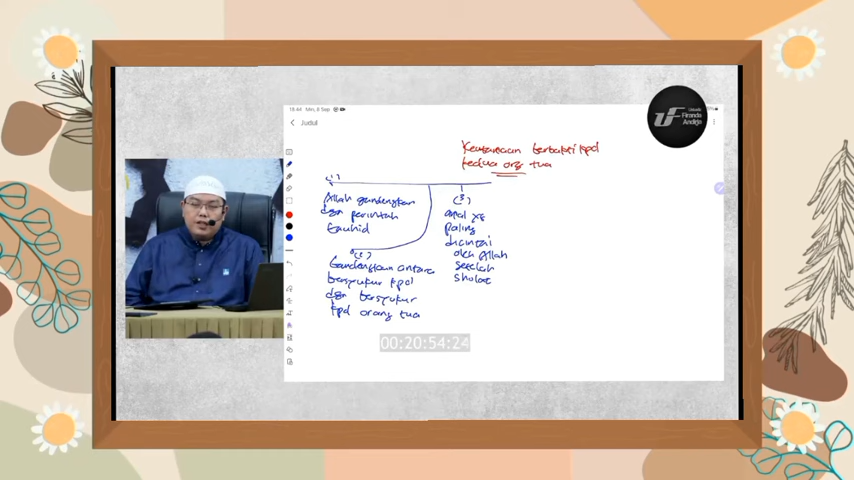 18.44 Min, 6 Sep
Judul
Firanda
Andirja
Keutamaan berbakti kpd
kedua org tua
(1)
Allah gandengkan
dgn perintah
tauhid
(2)
Gandengkan antara
bersyukur kpd
dgn bersyukur
kpd orang tua
(3)
amal yg
paling
dicintai
oleh Allah
setelah
sholat
00:20:54:24